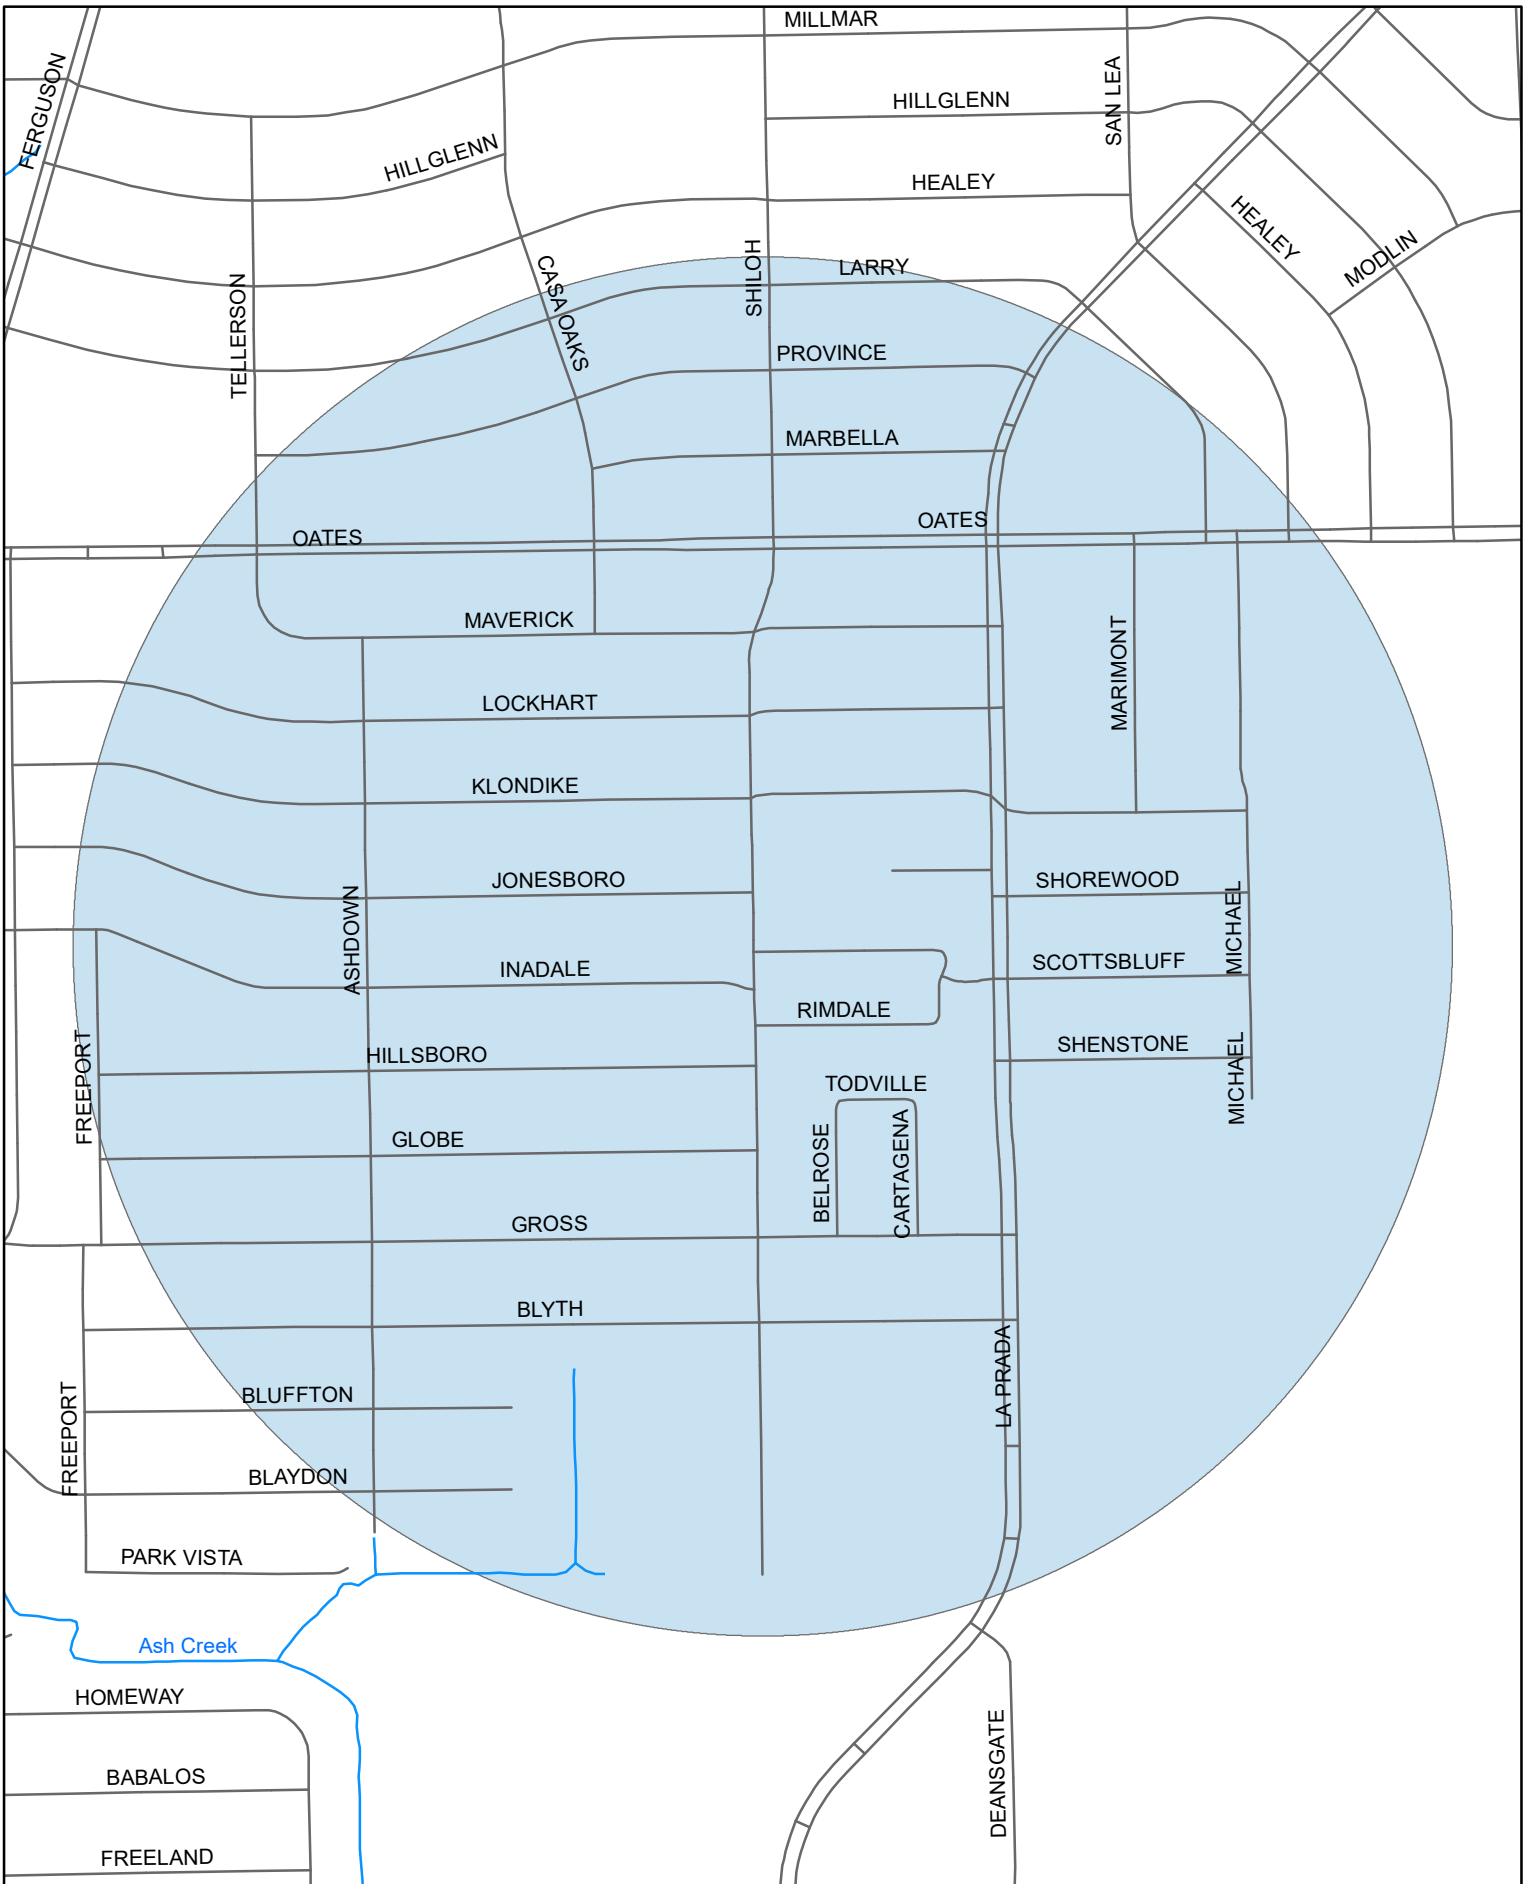 MILLMAR
FERGUSON
SAN LEA
HILLGLENN
HILLGLENN
HEALEY
HEALEY
MODLIN
SHILOH
LARRY
CASA OAKS
TELLERSON
PROVINCE
MARBELLA
OATES
OATES
MAVERICK
MARIMONT
LOCKHART
KLONDIKE
JONESBORO
SHOREWOOD
ASHDOWN
MICHAEL
INADALE
SCOTTSBLUFF
RIMDALE
FREEPORT
HILLSBORO
SHENSTONE
MICHAEL
TODVILLE
GLOBE
BELROSE
CARTAGENA
GROSS
BLYTH
LA PRADA
BLUFFTON
FREEPORT
BLAYDON
PARK VISTA
Ash Creek
HOMEWAY
DEANSGATE
BABALOS
FREELAND